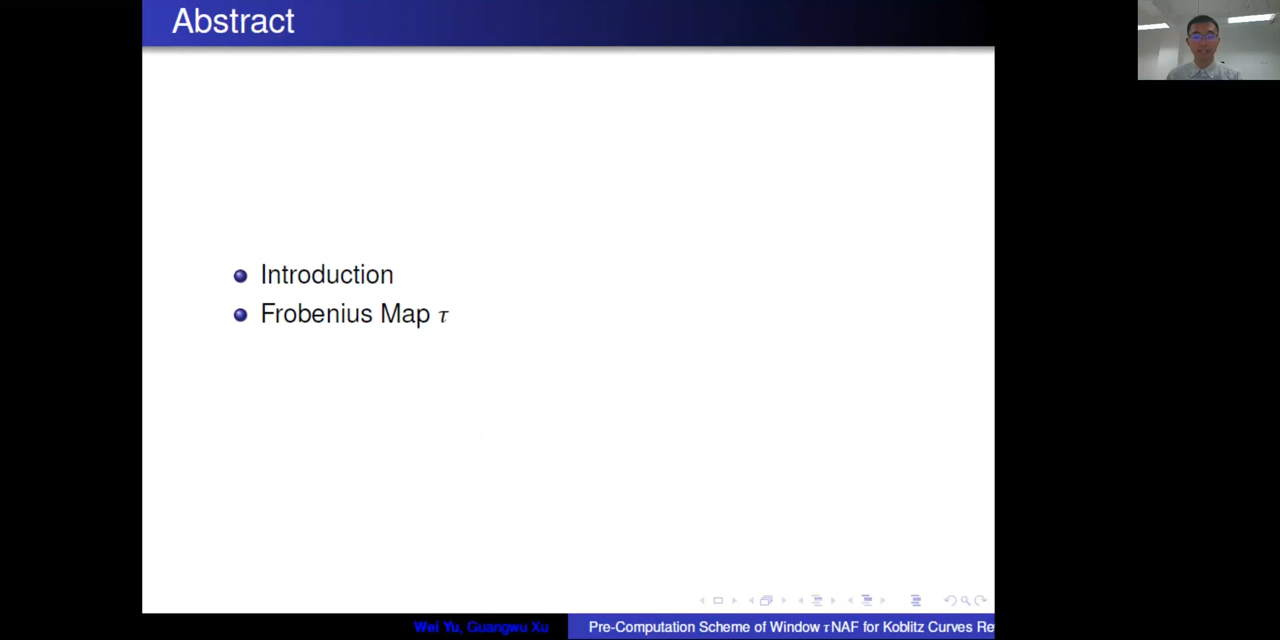 Abstract
Introduction
Frobenius Map τ
Wei Yu, Guangwu Xu
Pre-Computation Scheme of Window τNAF for Koblitz Curves Re